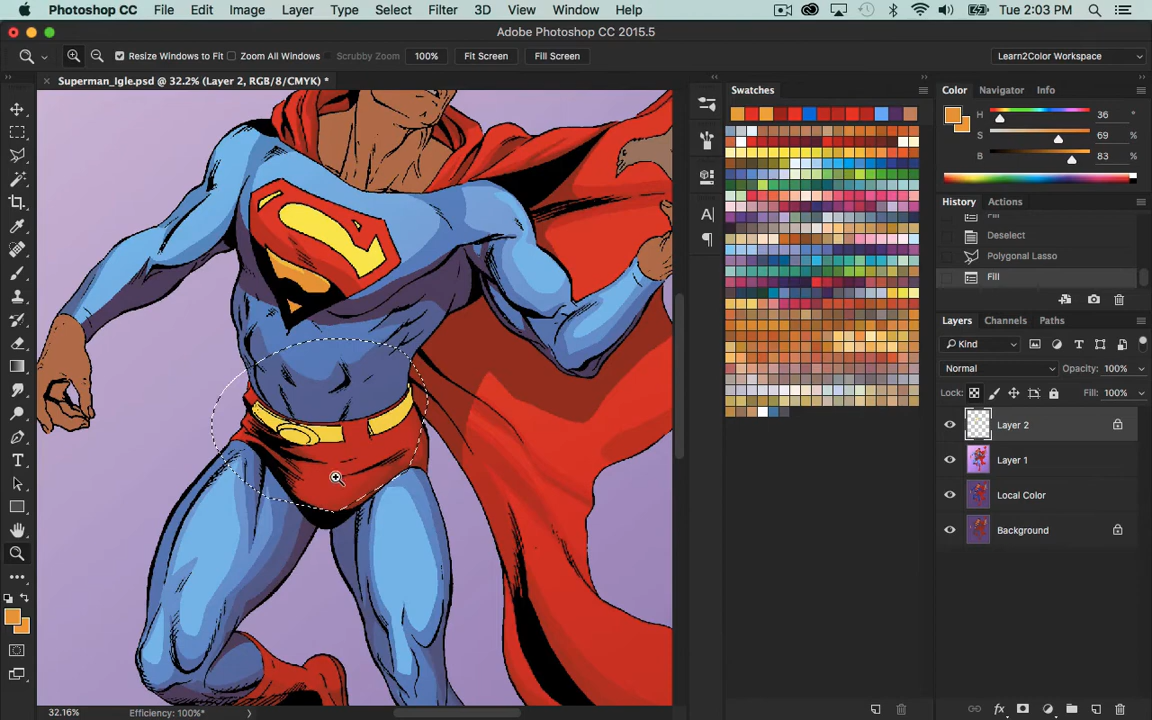 Photoshop CC File Edit Image Layer Type Select Filter 3D View Window Help Tue 2:03 PM
Adobe Photoshop CC 2015.5
Resize Windows to Fit Zoom All Windows Scrubby Zoom 100% Fit Screen Fill Screen Learn2Color Workspace
Superman_Igle.psd @ 32.2% (Layer 2, RGB/8/CMYK) *
Swatches
Color Navigator Info
H 36 °
S 69 %
B 83 %
History Actions
Fill
Deselect
Polygonal Lasso
Fill
Layers Channels Paths
Kind
Normal Opacity: 100%
Lock: Fill: 100%
Layer 2
Layer 1
Local Color
Background
32.16% Efficiency: 100%*